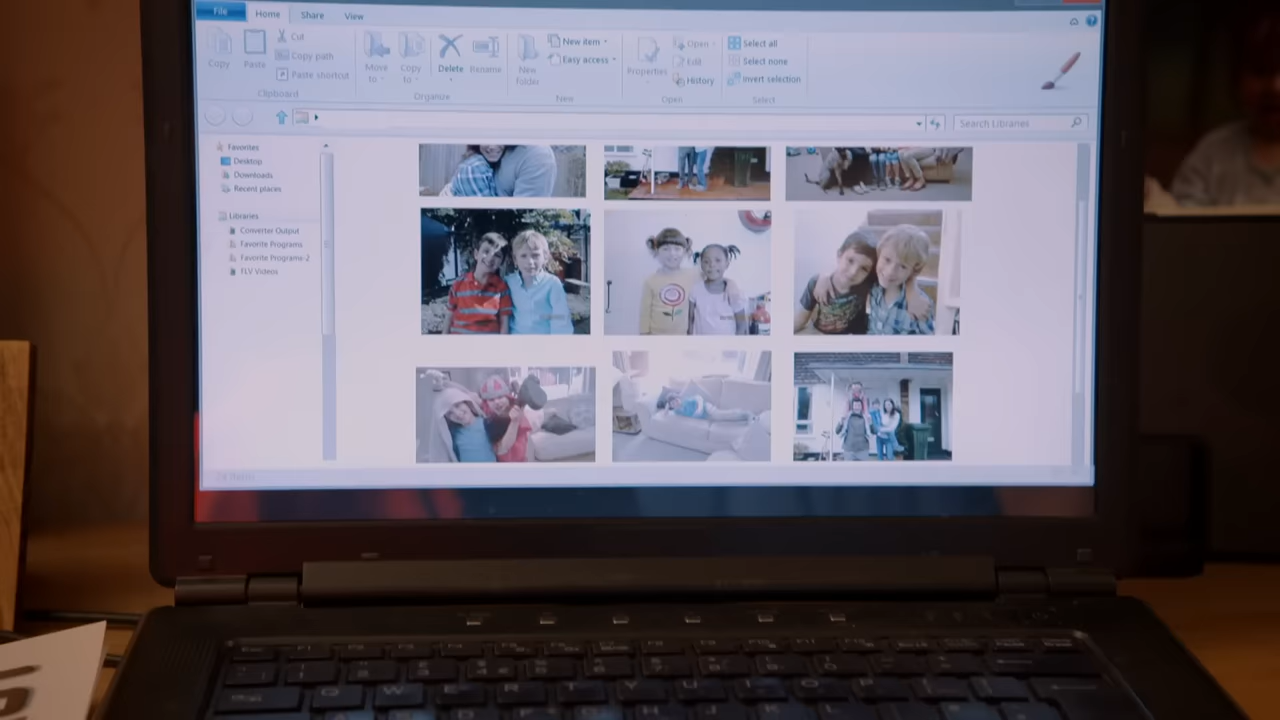 File Home Share View
Copy Paste Cut
Copy path
Paste shortcut
Clipboard
Move to Copy to Delete Rename
Organize
New folder New item
Easy access
New
Properties Open
Edit
History
Open
Select all
Select none
Invert selection
Select
Search Libraries
Favorites
Desktop
Downloads
Recent places
Libraries
Converter Output
Favorite Programs
Favorite Programs-2
FLV Videos